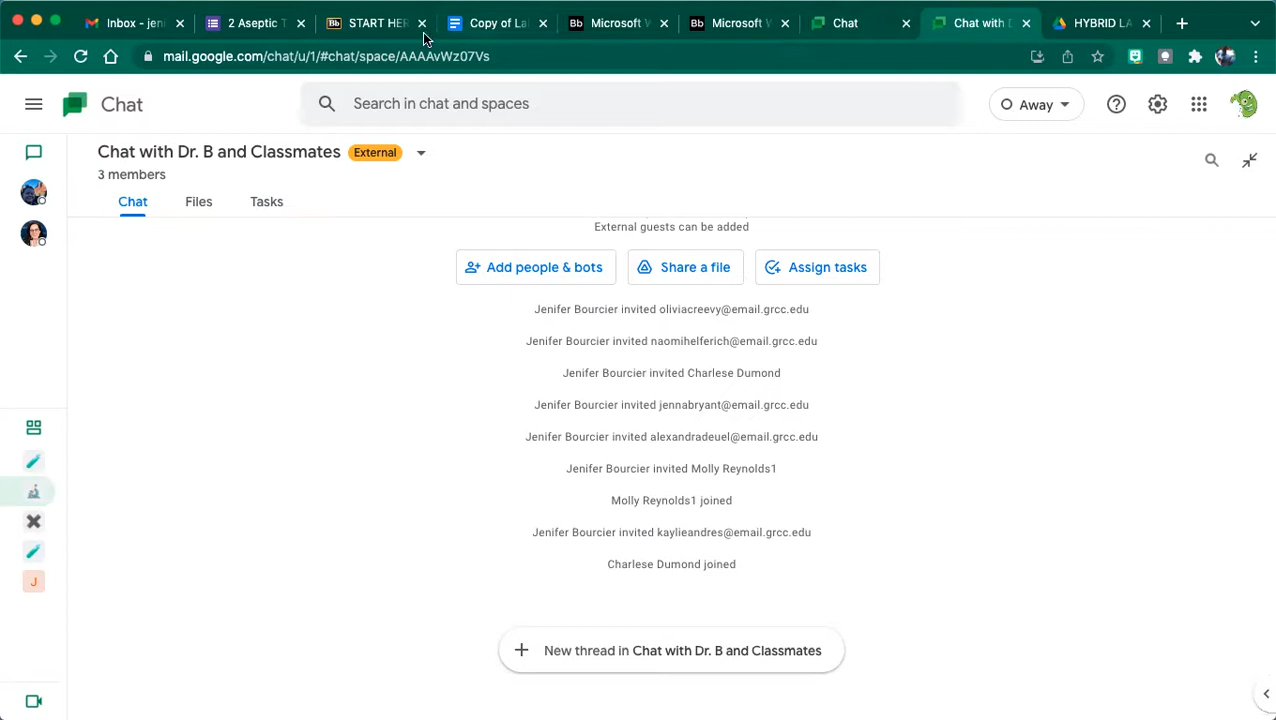 Inbox - jen
2 Aseptic T
START HER
Copy of La
Bb Microsoft W
Bb Microsoft W
Chat
Chat with D
HYBRID LA
mail.google.com/chat/u/1/#chat/space/AAAAvWz07Vs
Chat
Search in chat and spaces
Away
Chat with Dr. B and Classmates External
3 members
Chat Files Tasks
External guests can be added
Add people & bots Share a file Assign tasks
Jenifer Bourcier invited oliviacreevy@email.grcc.edu
Jenifer Bourcier invited naomihelferich@email.grcc.edu
Jenifer Bourcier invited Charlese Dumond
Jenifer Bourcier invited jennabryant@email.grcc.edu
Jenifer Bourcier invited alexandradeuel@email.grcc.edu
Jenifer Bourcier invited Molly Reynolds1
Molly Reynolds1 joined
Jenifer Bourcier invited kaylieandres@email.grcc.edu
Charlese Dumond joined
J
New thread in Chat with Dr. B and Classmates